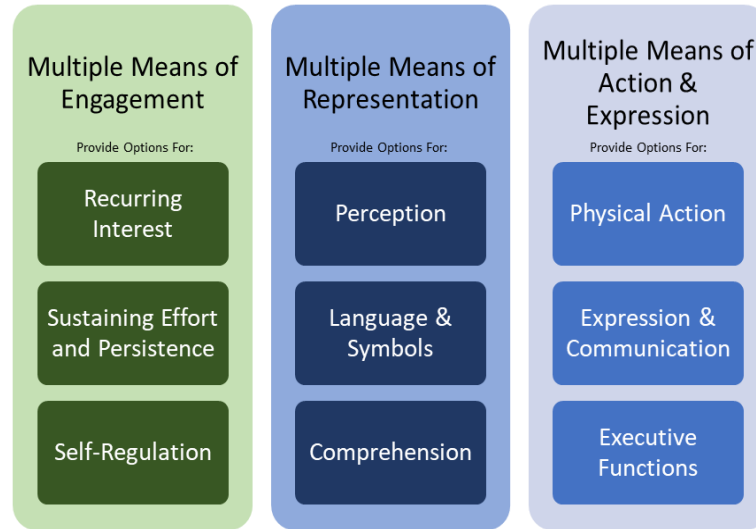 Multiple Means of
Engagement
Provide Options For:
Recurring
Interest
Sustaining Effort
and Persistence
Self-Regulation
Multiple Means of
Representation
Provide Options For:
Perception
Language &
Symbols
Comprehension
Multiple Means of
Action &
Expression
Provide Options For:
Physical Action
Expression &
Communication
Executive
Functions